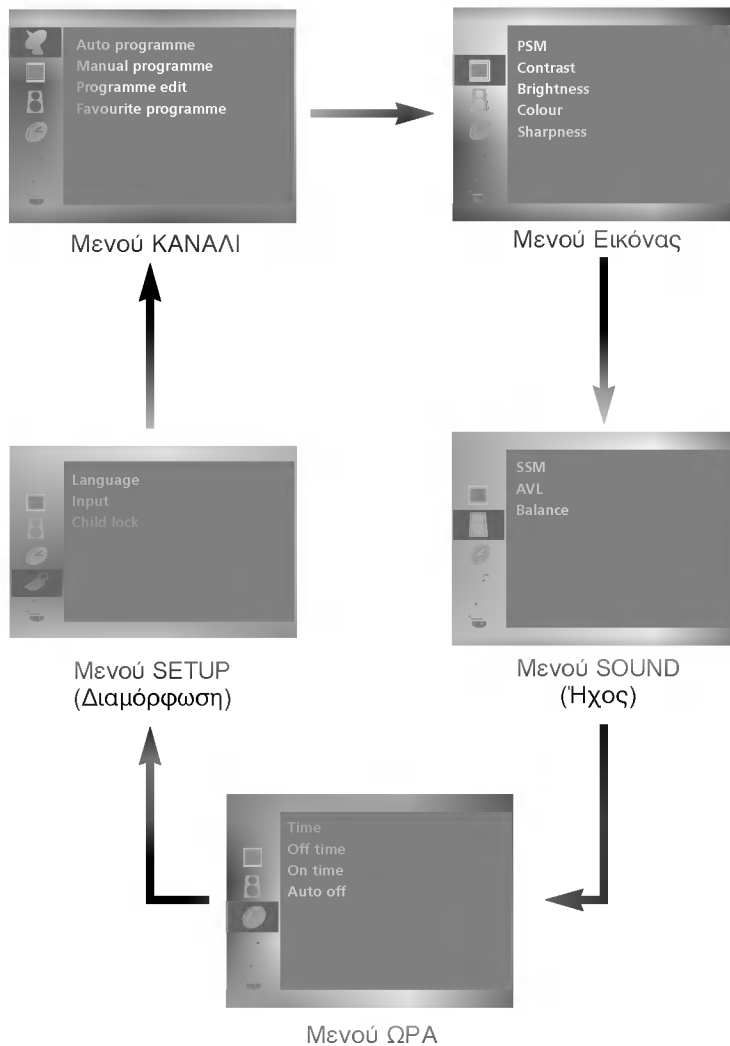 Auto programme
Manual programme
Programme edit
Favourite programme
Μενού ΚΑΝΑΛΙ
PSM
Contrast
Brightness
Colour
Sharpness
Μενού Εικόνας
Language
Input
Child lock
Μενού SETUP
(Διαμόρφωση)
SSM
AVL
Balance
Μενού SOUND
(Ήχος)
Time
Off time
On time
Auto off
Μενού ΩΡΑ